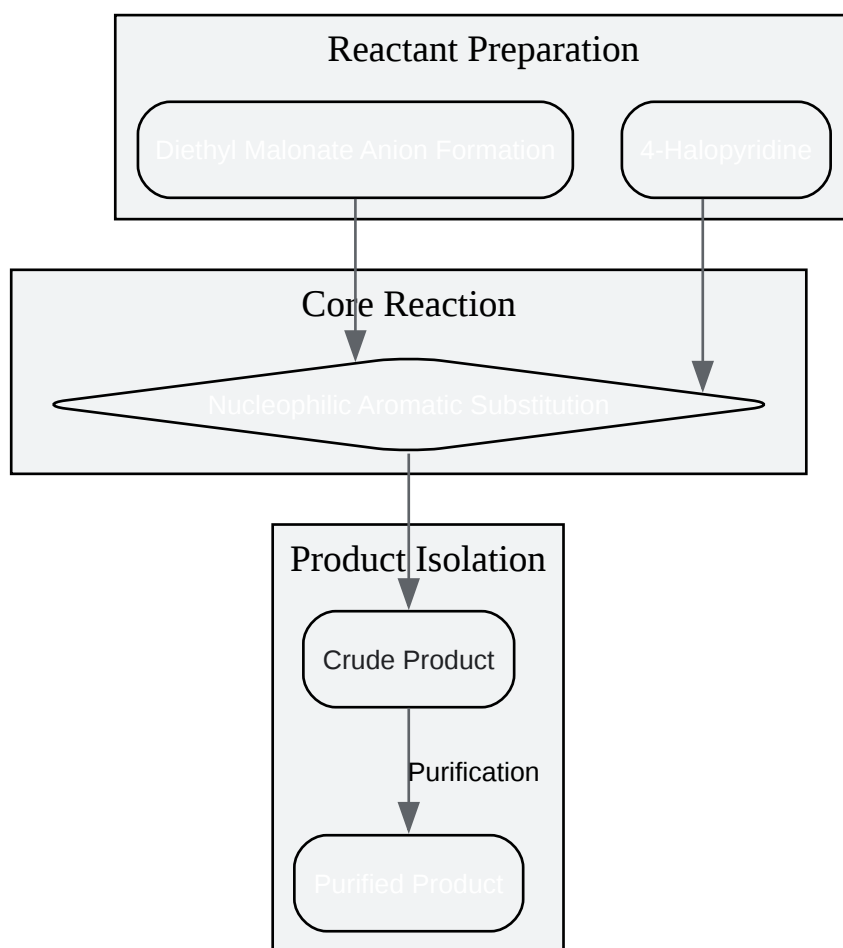 Reactant Preparation
Diethyl Malonate Anion Formation
4-Halopyridine
Core Reaction
Nucleophilic Aromatic Substitution
Product Isolation
Crude Product
Purification
Purified Product